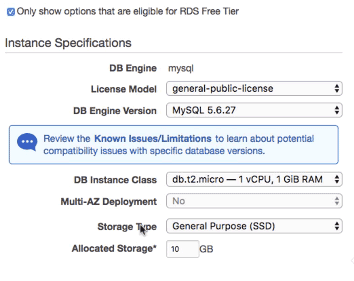 Only show options that are eligible for RDS Free Tier
Instance Specifications
DB Engine mysql
License Model general-public-license
DB Engine Version MySQL 5.6.27
Review the Known Issues/Limitations to learn about potential
compatibility issues with specific database versions.
DB Instance Class db.t2.micro — 1 vCPU, 1 GiB RAM
Multi-AZ Deployment No
Storage Type General Purpose (SSD)
Allocated Storage* 10 GB